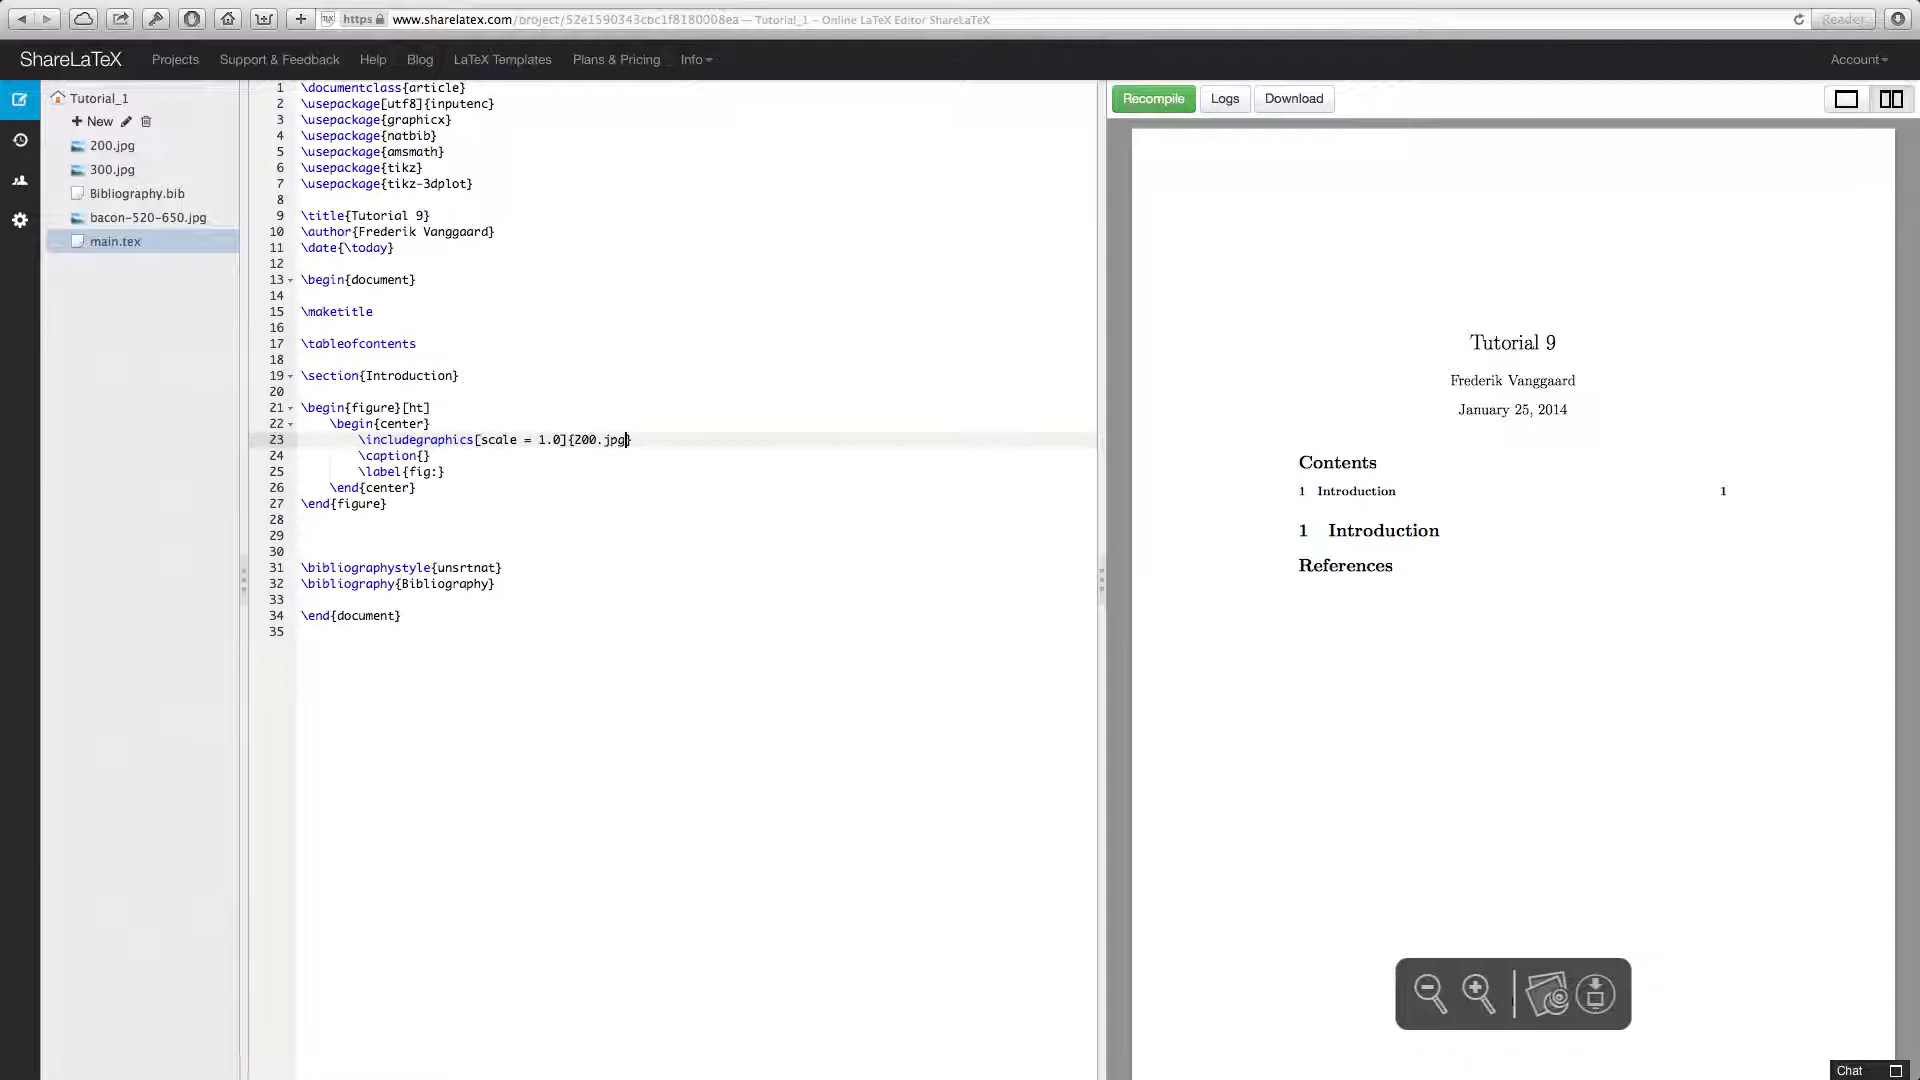 https www.sharelatex.com/project/52e1590343cbc1f8180008ea — Tutorial_1 – Online LaTeX Editor ShareLaTeX Reader
ShareLaTeX Projects Support & Feedback Help Blog LaTeX Templates Plans & Pricing Info Account
Tutorial_1
+ New
200.jpg
300.jpg
Bibliography.bib
bacon-520-650.jpg
main.tex
1 \documentclass{article}
2 \usepackage[utf8]{inputenc}
3 \usepackage{graphicx}
4 \usepackage{natbib}
5 \usepackage{amsmath}
6 \usepackage{tikz}
7 \usepackage{tikz-3dplot}
8
9 \title{Tutorial 9}
10 \author{Frederik Vanggaard}
11 \date{\today}
12
13 \begin{document}
14
15 \maketitle
16
17 \tableofcontents
18
19 \section{Introduction}
20
21 \begin{figure}[ht]
22 \begin{center}
23 \includegraphics[scale = 1.0]{200.jpg}
24 \caption{}
25 \label{fig:}
26 \end{center}
27 \end{figure}
28
29
30
31 \bibliographystyle{unsrtnat}
32 \bibliography{Bibliography}
33
34 \end{document}
35
Recompile Logs Download
Tutorial 9
Frederik Vanggaard
January 25, 2014
Contents
1 Introduction 1
1 Introduction
References
Chat